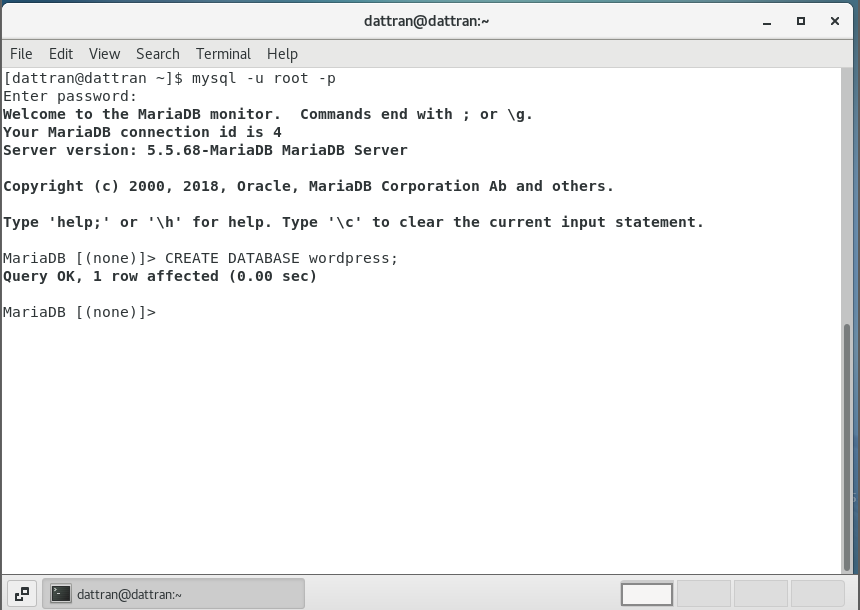 dattran@dattran:~
File Edit View Search Terminal Help
[dattran@dattran ~]$ mysql -u root -p
Enter password:
Welcome to the MariaDB monitor.  Commands end with ; or \g.
Your MariaDB connection id is 4
Server version: 5.5.68-MariaDB MariaDB Server
Copyright (c) 2000, 2018, Oracle, MariaDB Corporation Ab and others.
Type 'help;' or '\h' for help. Type '\c' to clear the current input statement.
MariaDB [(none)]> CREATE DATABASE wordpress;
Query OK, 1 row affected (0.00 sec)
MariaDB [(none)]>
dattran@dattran:~